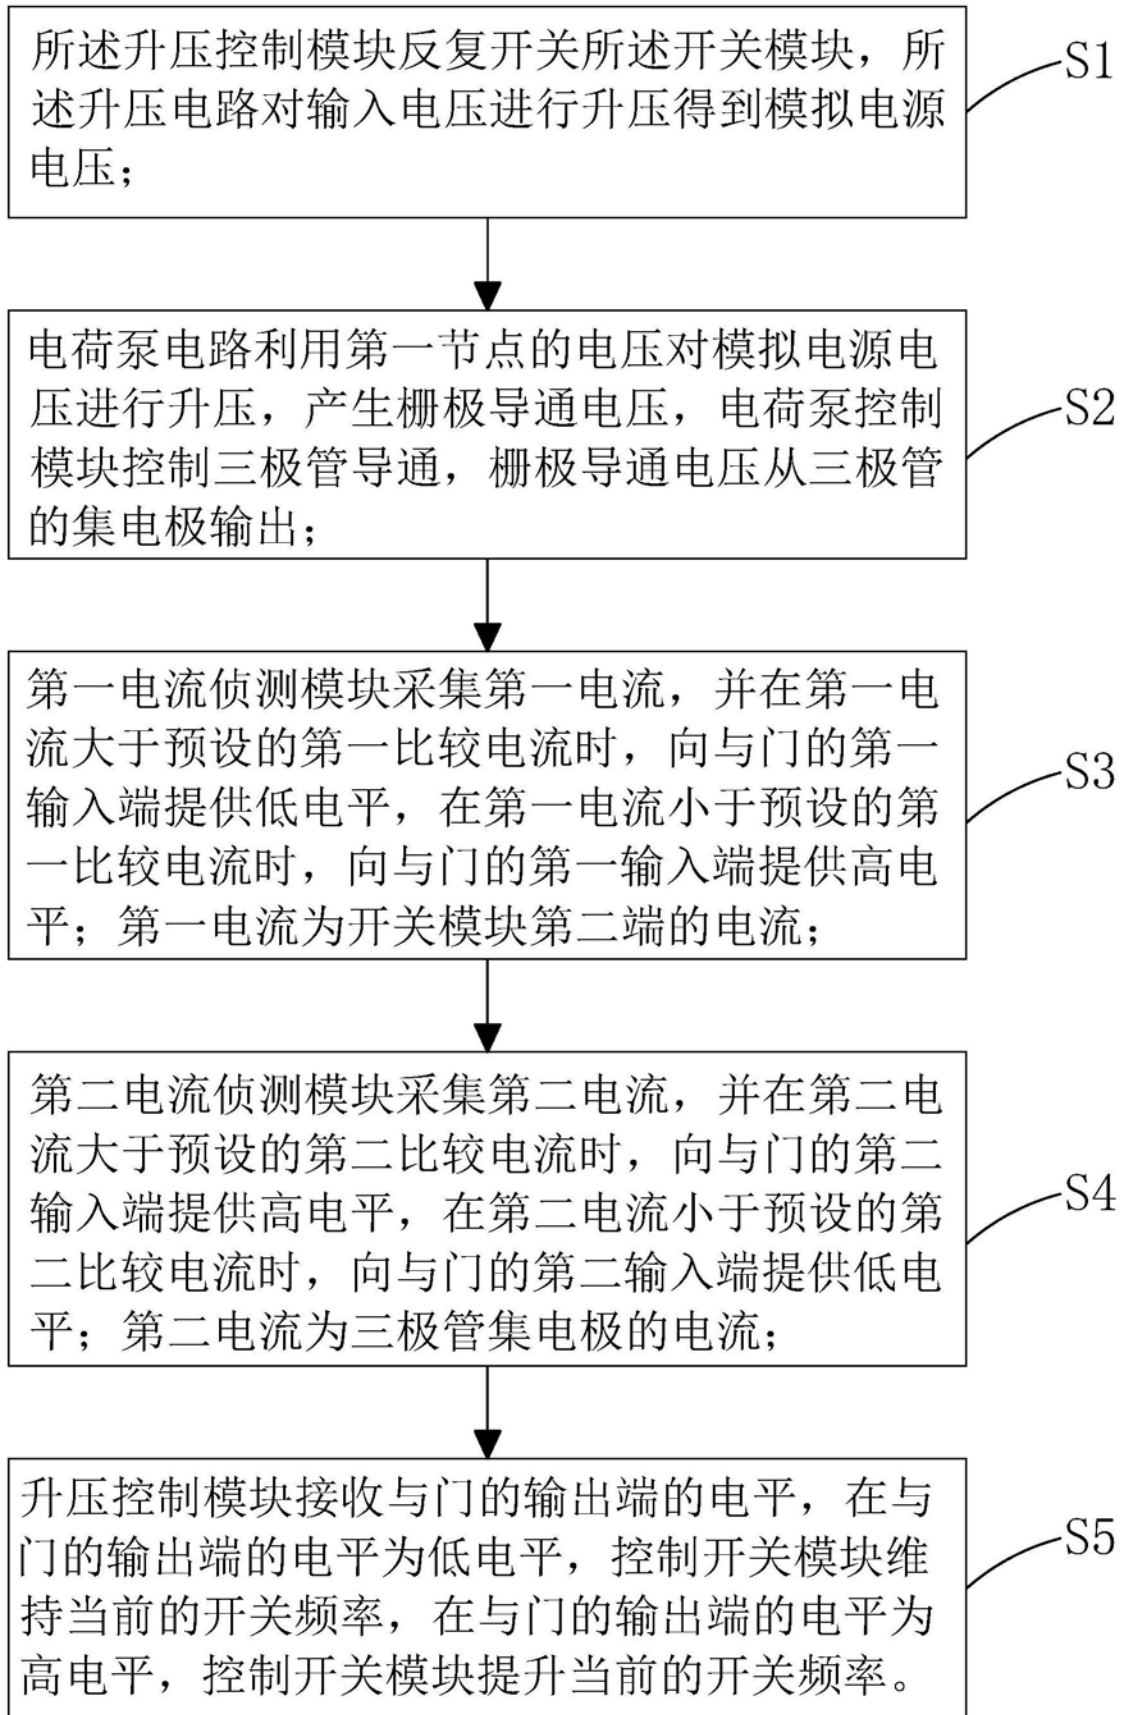 所述升压控制模块反复开关所述开关模块，所
述升压电路对输入电压进行升压得到模拟电源
电压；
S1
电荷泵电路利用第一节点的电压对模拟电源电
压进行升压，产生栅极导通电压，电荷泵控制
模块控制三极管导通，栅极导通电压从三极管
的集电极输出；
S2
第一电流侦测模块采集第一电流，并在第一电
流大于预设的第一比较电流时，向与门的第一
输入端提供低电平，在第一电流小于预设的第
一比较电流时，向与门的第一输入端提供高电
平；第一电流为开关模块第二端的电流；
S3
第二电流侦测模块采集第二电流，并在第二电
流大于预设的第二比较电流时，向与门的第二
输入端提供高电平，在第二电流小于预设的第
二比较电流时，向与门的第二输入端提供低电
平；第二电流为三极管集电极的电流；
S4
升压控制模块接收与门的输出端的电平，在与
门的输出端的电平为低电平，控制开关模块维
持当前的开关频率，在与门的输出端的电平为
高电平，控制开关模块提升当前的开关频率。
S5